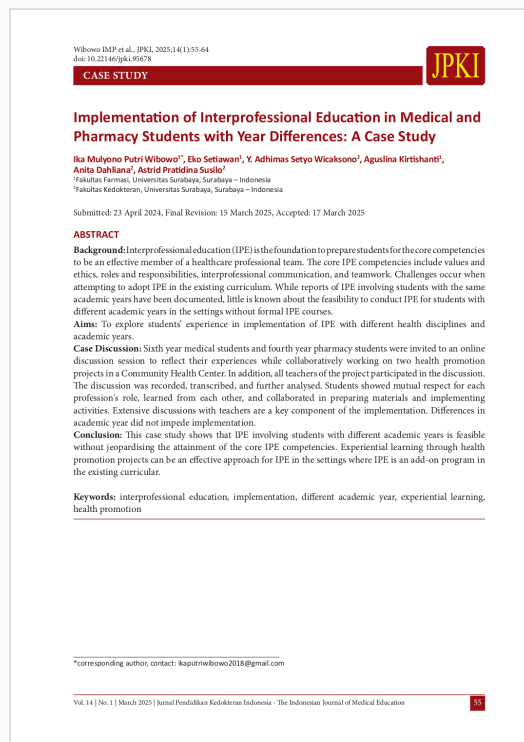 Wibowo IMP et al., JPKI, 2025;14(1):55-64
doi: 10.22146/jpki.95678
JPKI
CASE STUDY
Implementation of Interprofessional Education in Medical and
Pharmacy Students with Year Differences: A Case Study
Ika Mulyono Putri Wibowo1*, Eko Setiawan1, Y. Adhimas Setyo Wicaksono2, Aguslina Kirtishanti1,
Anita Dahliana2, Astrid Pratidina Susilo2
1Fakultas Farmasi, Universitas Surabaya, Surabaya – Indonesia
2Fakultas Kedokteran, Universitas Surabaya, Surabaya – Indonesia
Submitted: 23 April 2024, Final Revision: 15 March 2025, Accepted: 17 March 2025
ABSTRACT
Background: Interprofessional education (IPE) is the foundation to prepare students for the core competencies
to be an effective member of a healthcare professional team. The core IPE competencies include values and
ethics, roles and responsibilities, interprofessional communication, and teamwork. Challenges occur when
attempting to adopt IPE in the existing curriculum. While reports of IPE involving students with the same
academic years have been documented, little is known about the feasibility to conduct IPE for students with
different academic years in the settings without formal IPE courses.
Aims: To explore students' experience in implementation of IPE with different health disciplines and
academic years.
Case Discussion: Sixth year medical students and fourth year pharmacy students were invited to an online
discussion session to reflect their experiences while collaboratively working on two health promotion
projects in a Community Health Center. In addition, all teachers of the project participated in the discussion.
The discussion was recorded, transcribed, and further analysed. Students showed mutual respect for each
profession's role, learned from each other, and collaborated in preparing materials and implementing
activities. Extensive discussions with teachers are a key component of the implementation. Differences in
academic year did not impede implementation.
Conclusion: This case study shows that IPE involving students with different academic years is feasible
without jeopardising the attainment of the core IPE competencies. Experiential learning through health
promotion projects can be an effective approach for IPE in the settings where IPE is an add-on program in
the existing curricular.
Keywords: interprofessional education, implementation, different academic year, experiential learning,
health promotion
*corresponding author, contact: ikaputriwibowo2018@gmail.com
Vol. 14 | No. 1 | March 2025 | Jurnal Pendidikan Kedokteran Indonesia - The Indonesian Journal of Medical Education
55